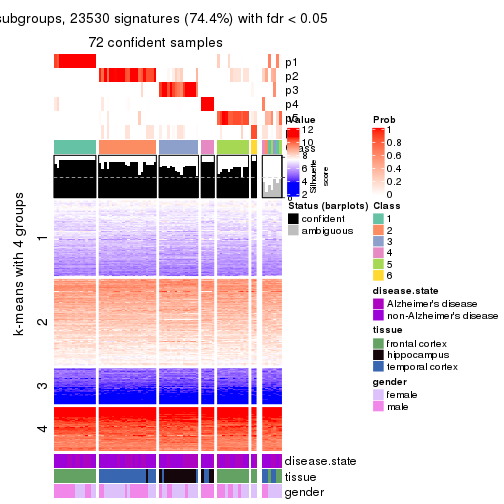 subgroups, 23530 signatures (74.4%) with fdr < 0.05
72 confident samples
p1
p2
p3
p4
p5
Value
12
10
8
6
4
2
Silhouette
score
Prob
1
0.8
0.6
0.4
0.2
0
Status (barplots)
confident
ambiguous
Class
1
2
3
4
5
6
disease.state
Alzheimer's disease
non-Alzheimer's disease
tissue
frontal cortex
hippocampus
temporal cortex
gender
female
male
k-means with 4 groups
1
2
3
4
disease.state
tissue
gender